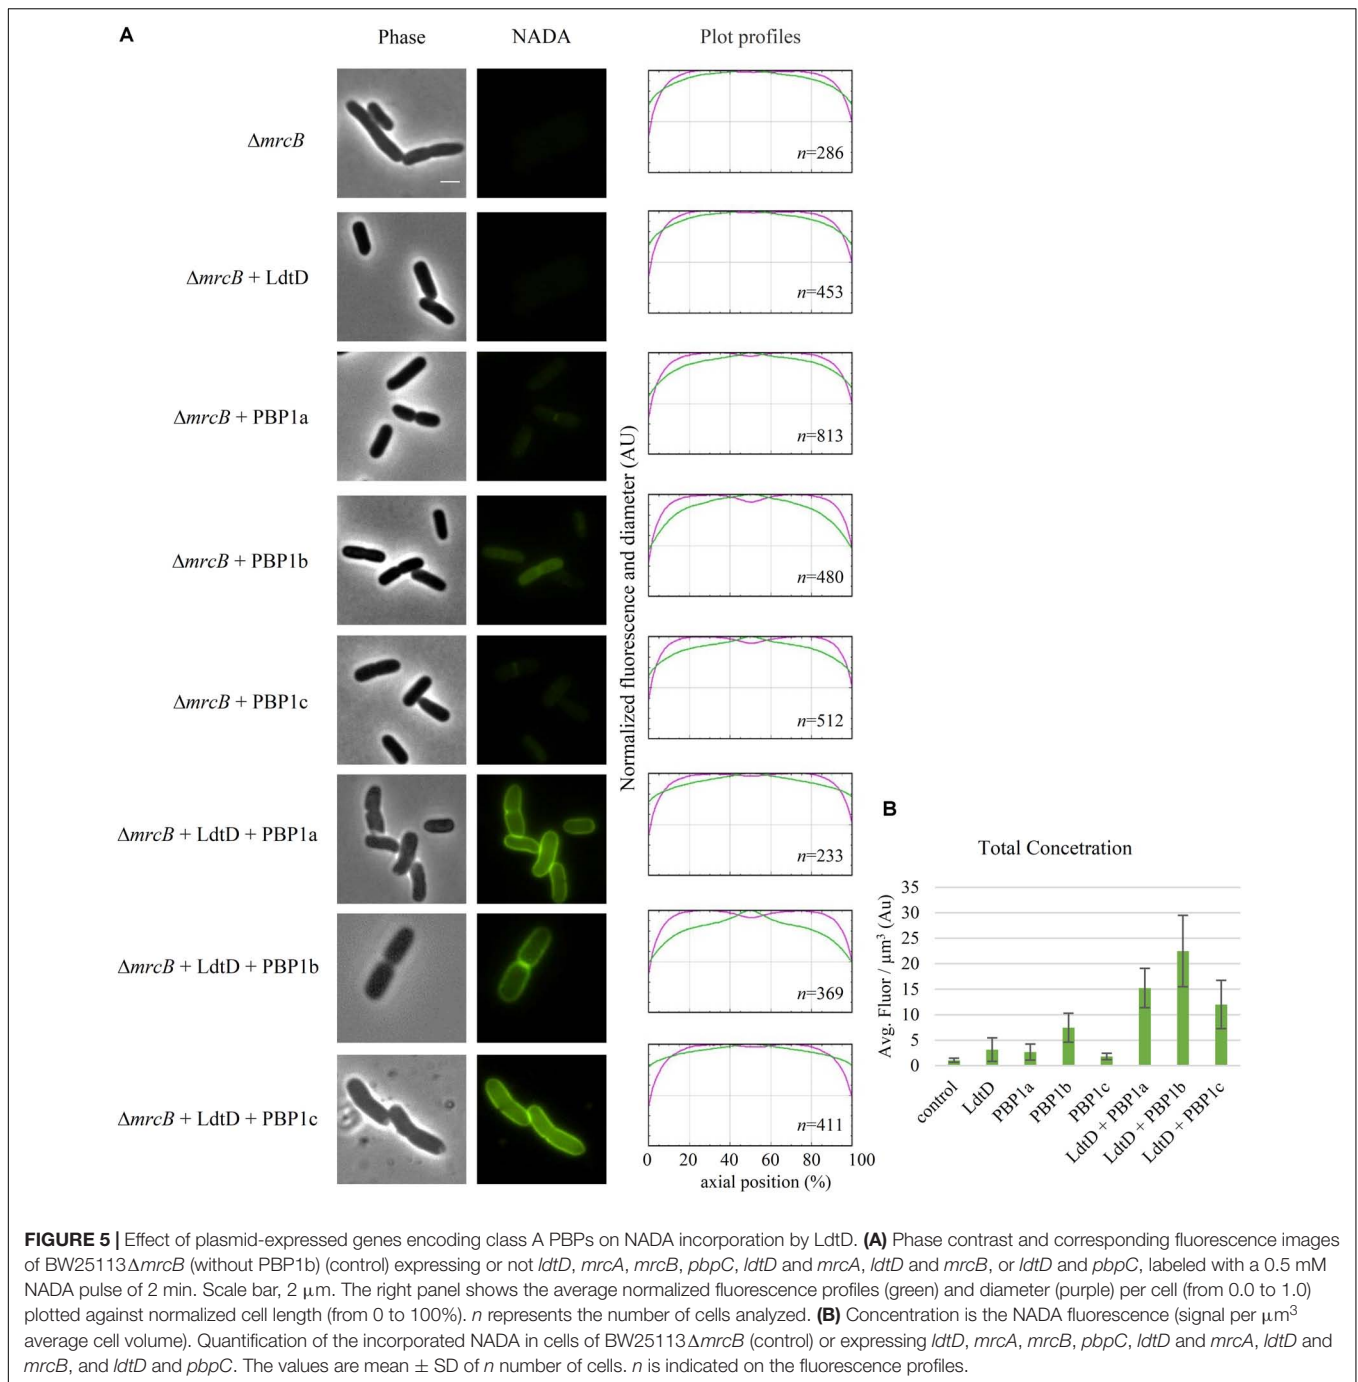 A
Phase NADA Plot profiles
ΔmrcB
n=286
ΔmrcB + LdtD
n=453
ΔmrcB + PBP1a
n=813
ΔmrcB + PBP1b
n=480
ΔmrcB + PBP1c
n=512
ΔmrcB + LdtD + PBP1a
n=233
ΔmrcB + LdtD + PBP1b
n=369
ΔmrcB + LdtD + PBP1c
n=411
Normalized fluorescence and diameter (AU)
0 20 40 60 80 100
axial position (%)
B
Total Concetration
Avg. Fluor / μm³ (Au)
35
30
25
20
15
10
5
0
control
LdtD
PBP1a
PBP1b
PBP1c
LdtD + PBP1a
LdtD + PBP1b
LdtD + PBP1c
FIGURE 5 | Effect of plasmid-expressed genes encoding class A PBPs on NADA incorporation by LdtD. (A) Phase contrast and corresponding fluorescence images
of BW25113ΔmrcB (without PBP1b) (control) expressing or not ldtD, mrcA, mrcB, pbpC, ldtD and mrcA, ldtD and mrcB, or ldtD and pbpC, labeled with a 0.5 mM
NADA pulse of 2 min. Scale bar, 2 μm. The right panel shows the average normalized fluorescence profiles (green) and diameter (purple) per cell (from 0.0 to 1.0)
plotted against normalized cell length (from 0 to 100%). n represents the number of cells analyzed. (B) Concentration is the NADA fluorescence (signal per μm³
average cell volume). Quantification of the incorporated NADA in cells of BW25113ΔmrcB (control) or expressing ldtD, mrcA, mrcB, pbpC, ldtD and mrcA, ldtD and
mrcB, and ldtD and pbpC. The values are mean ± SD of n number of cells. n is indicated on the fluorescence profiles.